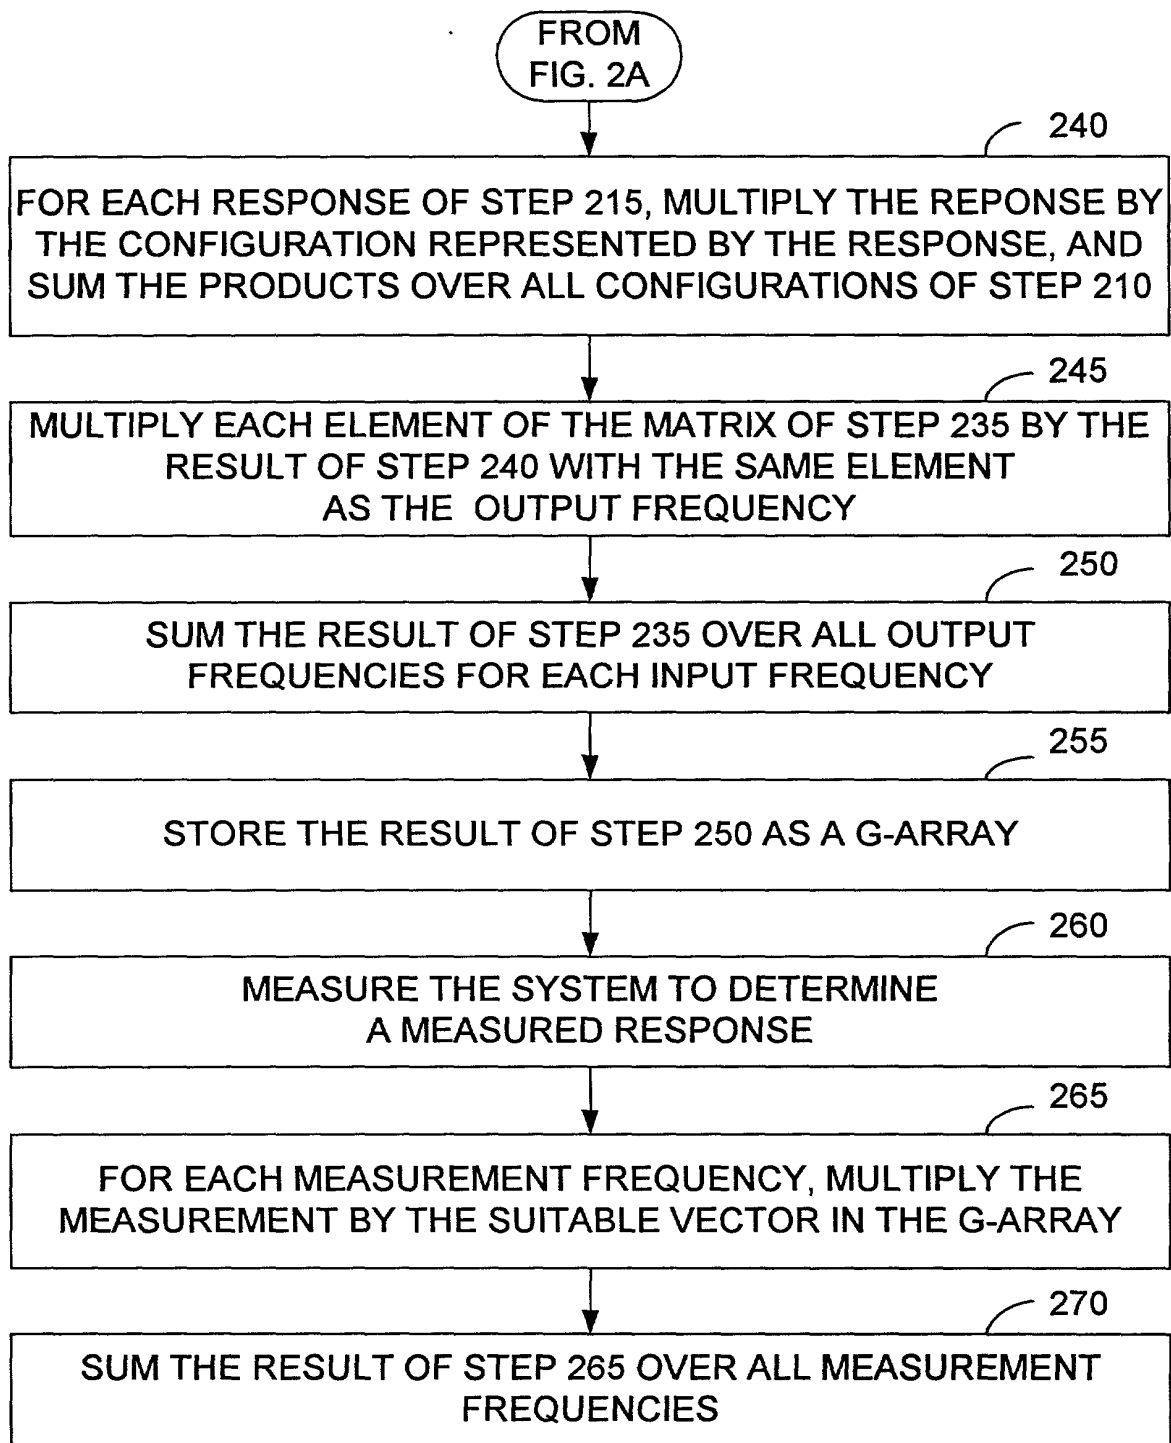 FROM
FIG. 2A
240
FOR EACH RESPONSE OF STEP 215, MULTIPLY THE REPONSE BY
THE CONFIGURATION REPRESENTED BY THE RESPONSE, AND
SUM THE PRODUCTS OVER ALL CONFIGURATIONS OF STEP 210
245
MULTIPLY EACH ELEMENT OF THE MATRIX OF STEP 235 BY THE
RESULT OF STEP 240 WITH THE SAME ELEMENT
AS THE OUTPUT FREQUENCY
250
SUM THE RESULT OF STEP 235 OVER ALL OUTPUT
FREQUENCIES FOR EACH INPUT FREQUENCY
255
STORE THE RESULT OF STEP 250 AS A G-ARRAY
260
MEASURE THE SYSTEM TO DETERMINE
A MEASURED RESPONSE
265
FOR EACH MEASUREMENT FREQUENCY, MULTIPLY THE
MEASUREMENT BY THE SUITABLE VECTOR IN THE G-ARRAY
270
SUM THE RESULT OF STEP 265 OVER ALL MEASUREMENT
FREQUENCIES